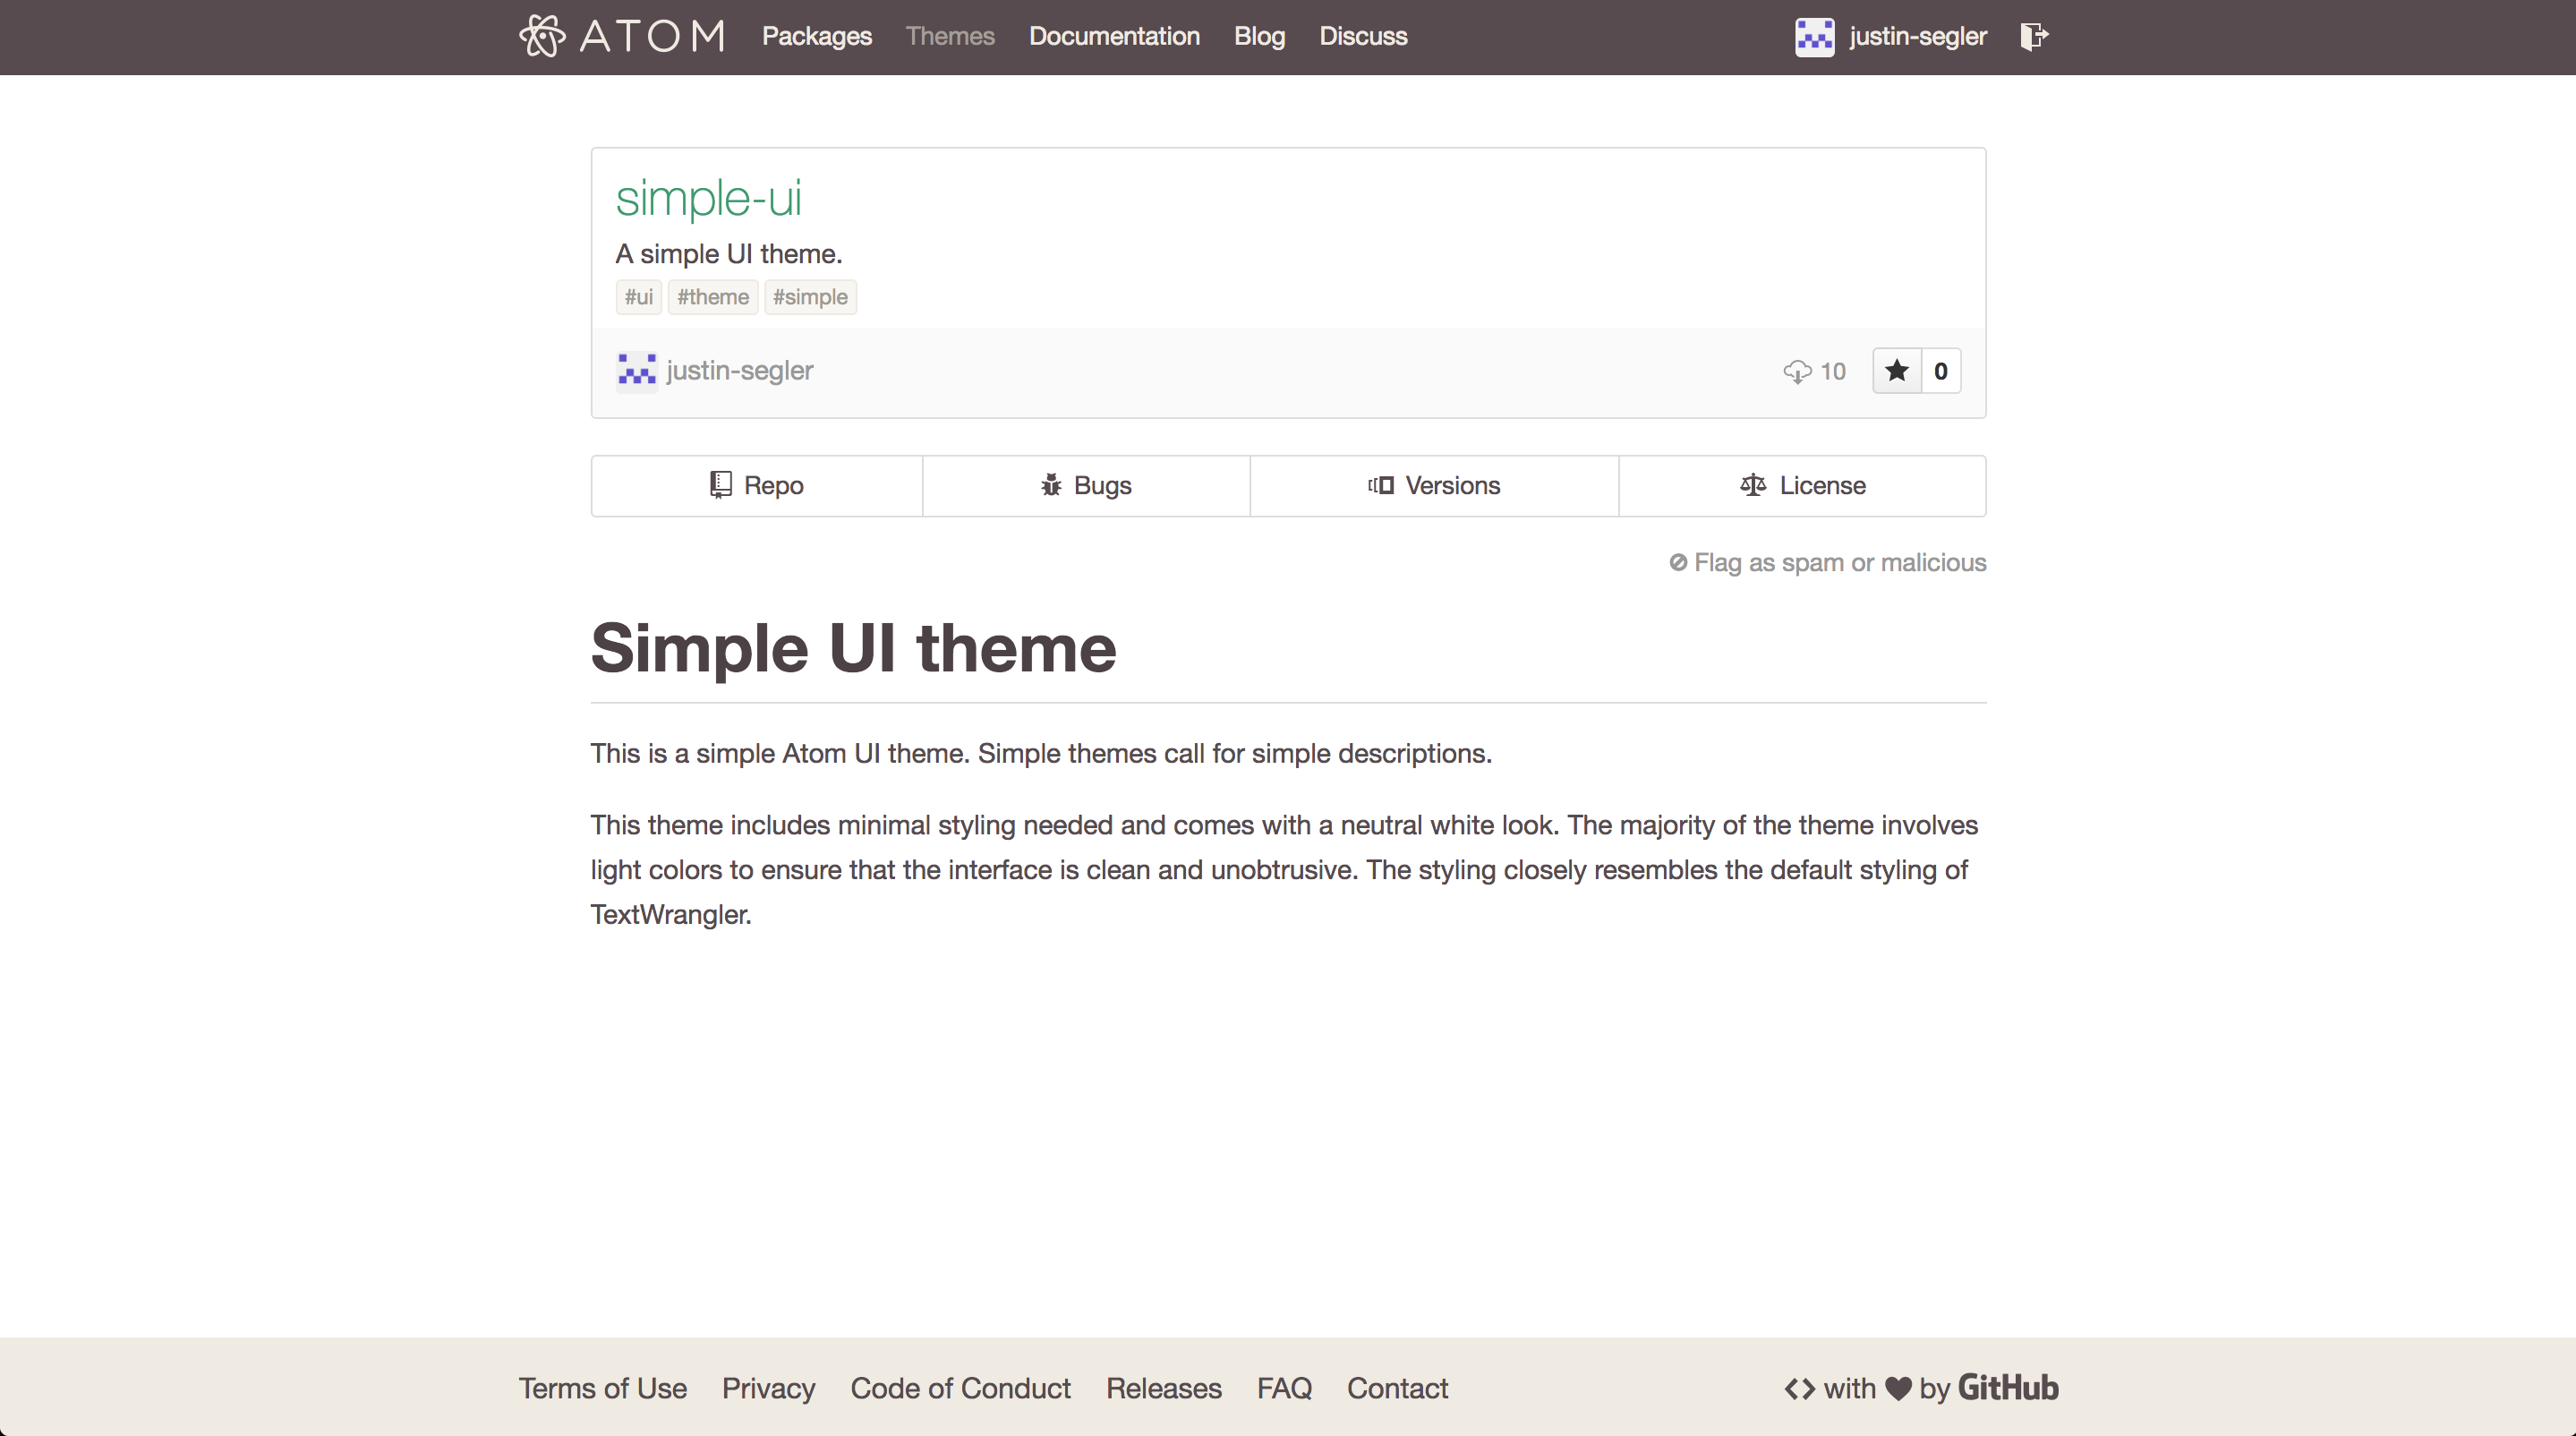 ATOM Packages Themes Documentation Blog Discuss justin-segler
simple-ui
A simple UI theme.
#ui #theme #simple
justin-segler 10 0
Repo Bugs Versions License
Flag as spam or malicious
Simple UI theme
This is a simple Atom UI theme. Simple themes call for simple descriptions.
This theme includes minimal styling needed and comes with a neutral white look. The majority of the theme involves
light colors to ensure that the interface is clean and unobtrusive. The styling closely resembles the default styling of
TextWrangler.
Terms of Use Privacy Code of Conduct Releases FAQ Contact with by GitHub